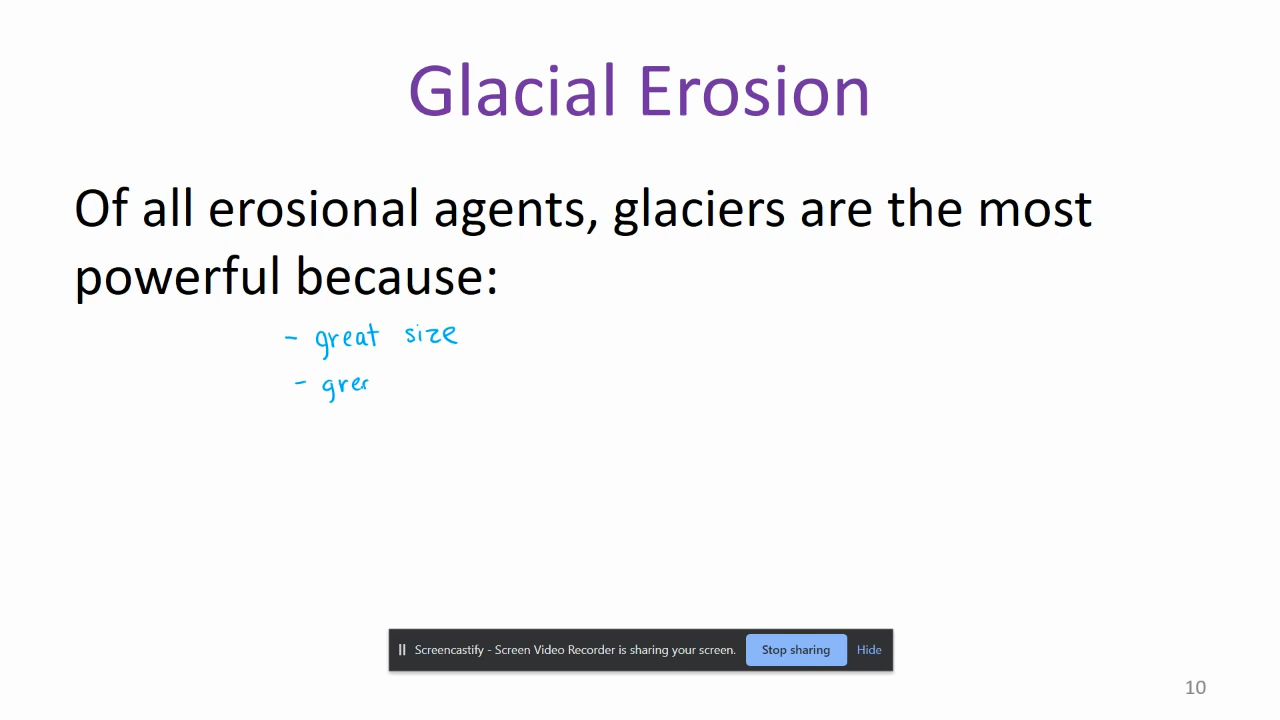 Glacial Erosion
Of all erosional agents, glaciers are the most
powerful because:
- great size
- grea
Screencastify - Screen Video Recorder is sharing your screen. Stop sharing Hide
10